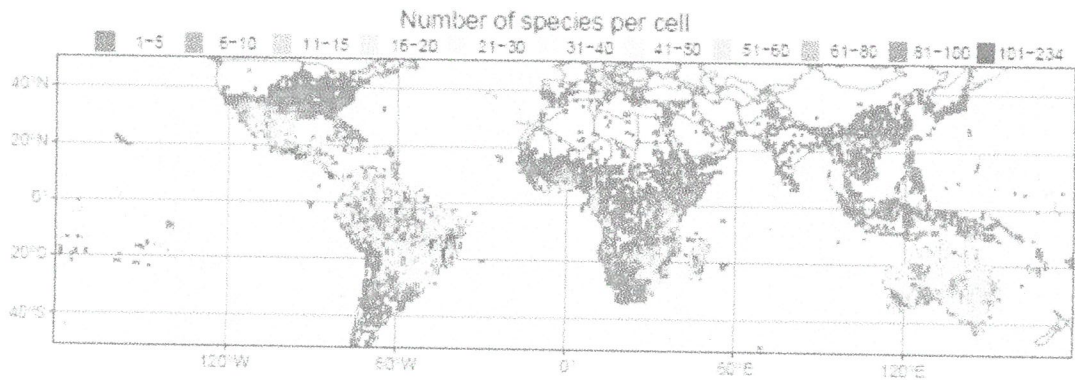 Number of species per cell
1-5 6-10 11-15 16-20 21-30 31-40 41-50 51-60 61-80 81-100 101-234
40°N
20°N
0°
20°S
40°S
120°W 60°W 0° 60°E 120°E